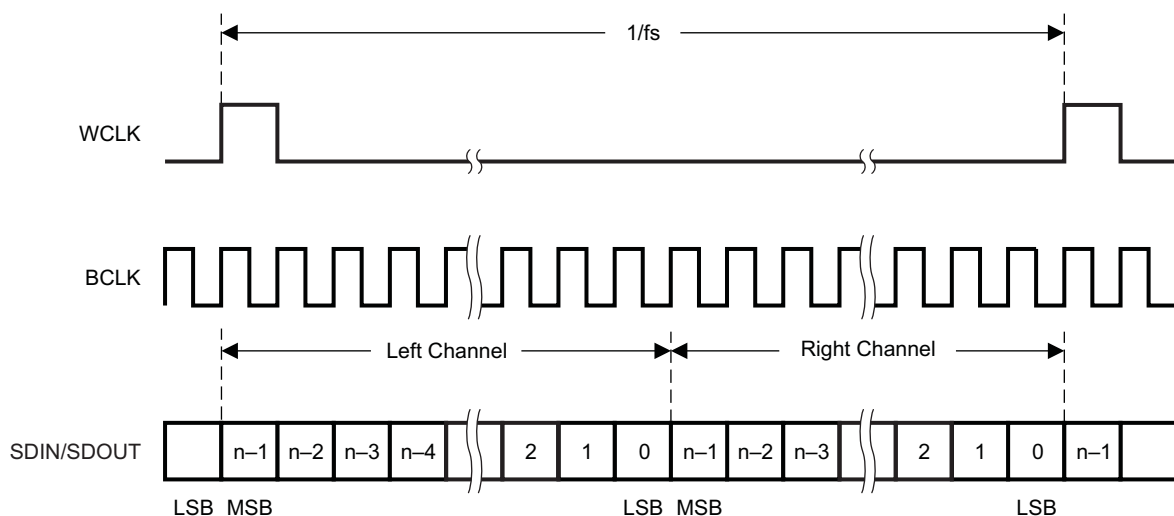 1/fs
WCLK
BCLK
Left Channel
Right Channel
SDIN/SDOUT n–1 n–2 n–3 n–4 2 1 0 n–1 n–2 n–3 2 1 0 n–1
LSB MSB LSB MSB LSB